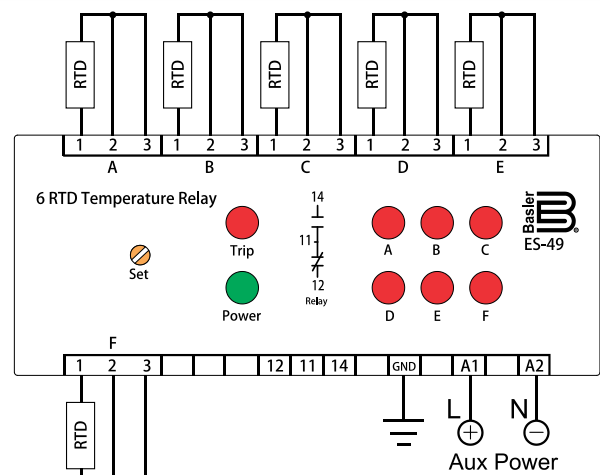 RTD RTD RTD RTD RTD
1 2 3 1 2 3 1 2 3 1 2 3 1 2 3
A B C D E
6 RTD Temperature Relay
Set
Trip
Power
14
11
12
Relay
A B C
D E F
Basler
B
ES-49
F
1 2 3 12 11 14 GND A1 A2
RTD
L N
+ −
Aux Power